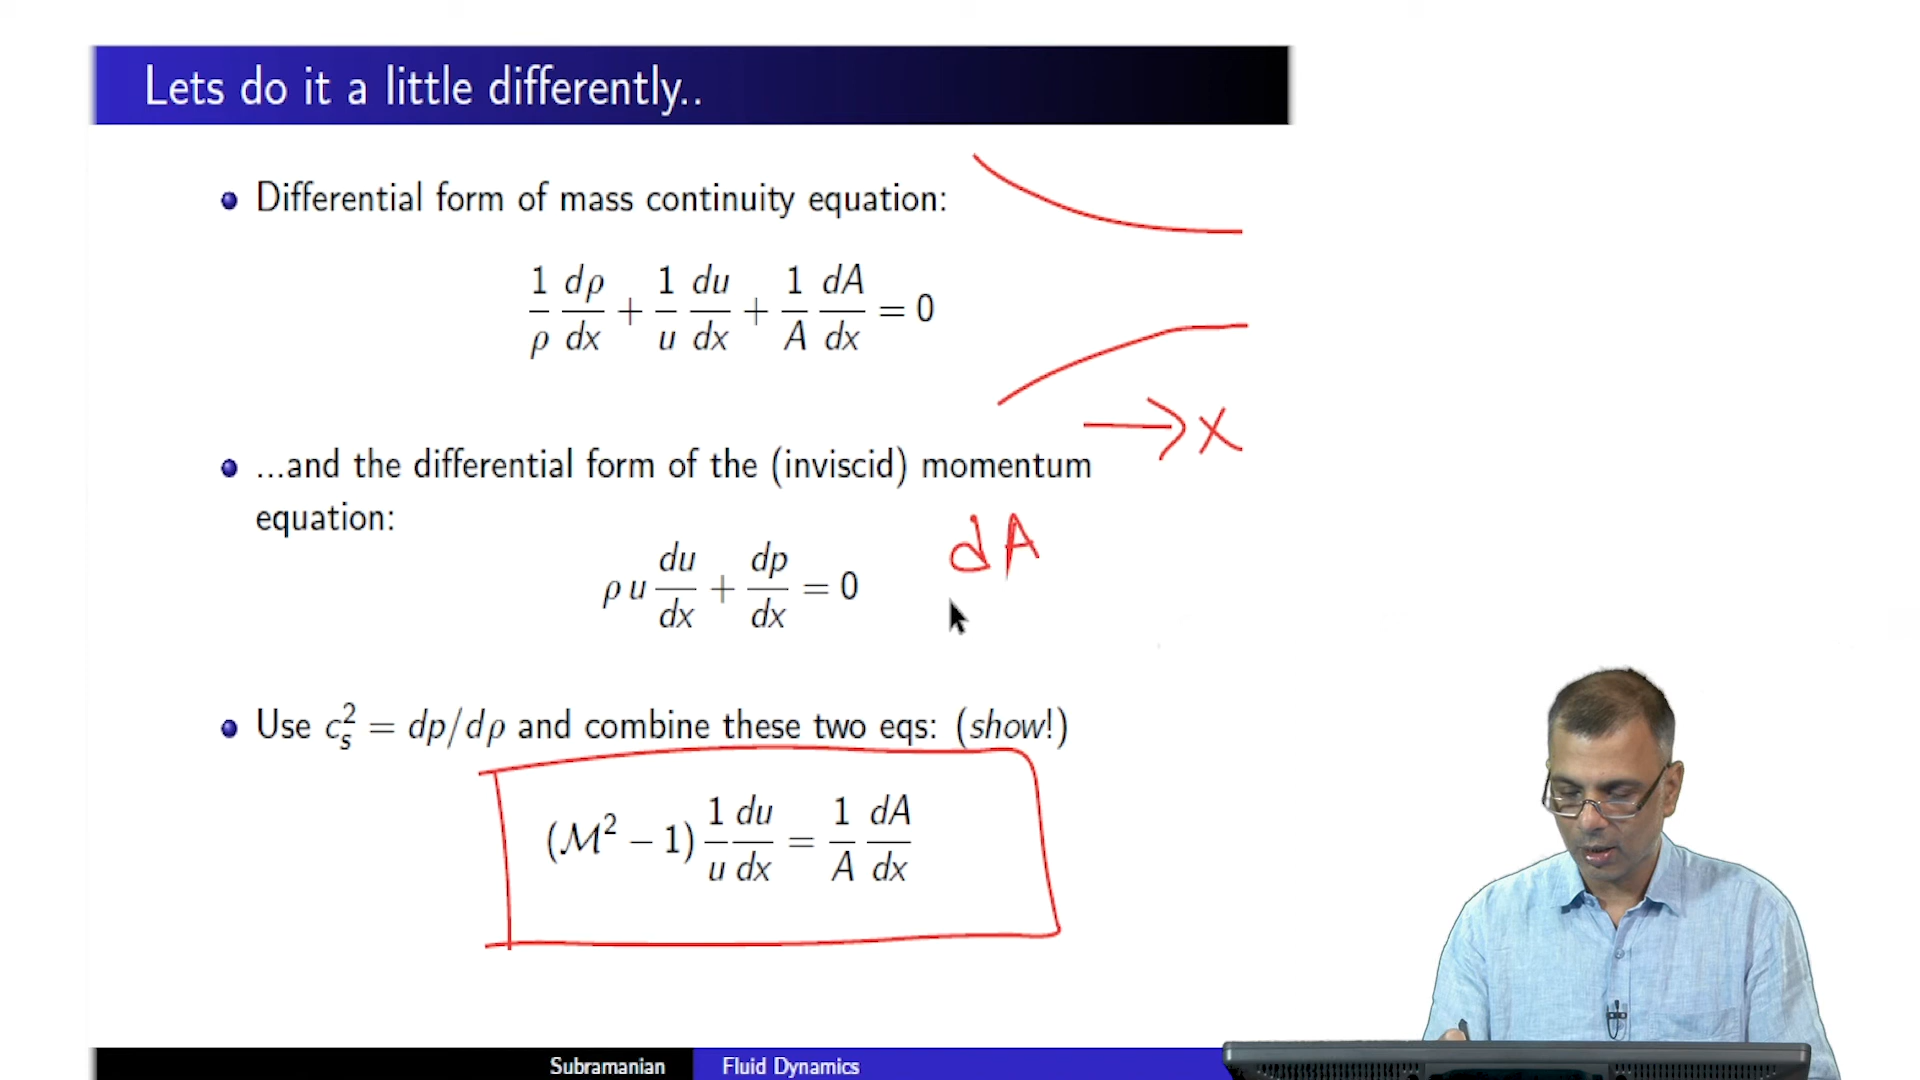 Lets do it a little differently..
Differential form of mass continuity equation:
1/ρ dρ/dx + 1/u du/dx + 1/A dA/dx = 0
→ x
...and the differential form of the (inviscid) momentum
equation:
dA
ρ u du/dx + dp/dx = 0
Use c_s^2 = dp/dρ and combine these two eqs: (show!)
(M^2 − 1) 1/u du/dx = 1/A dA/dx
Subramanian Fluid Dynamics